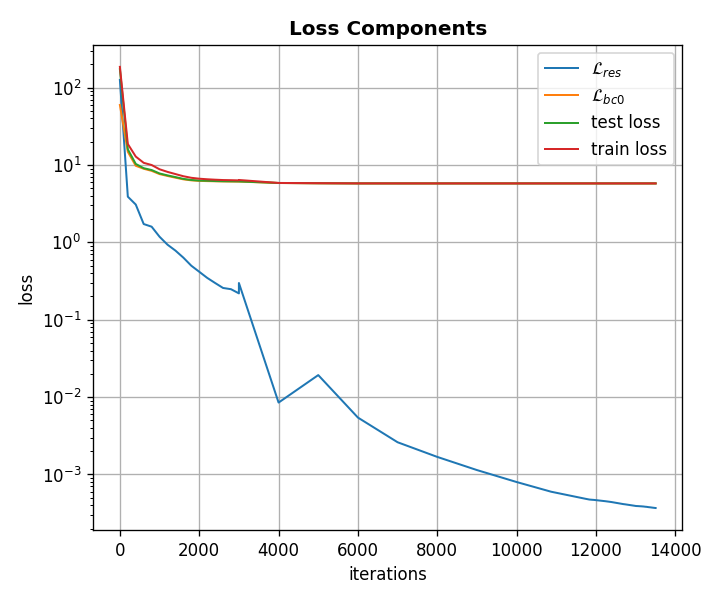 Loss Components
loss
10²
10¹
10⁰
10⁻¹
10⁻²
10⁻³
ℒ_res
ℒ_bc0
test loss
train loss
0 2000 4000 6000 8000 10000 12000 14000
iterations